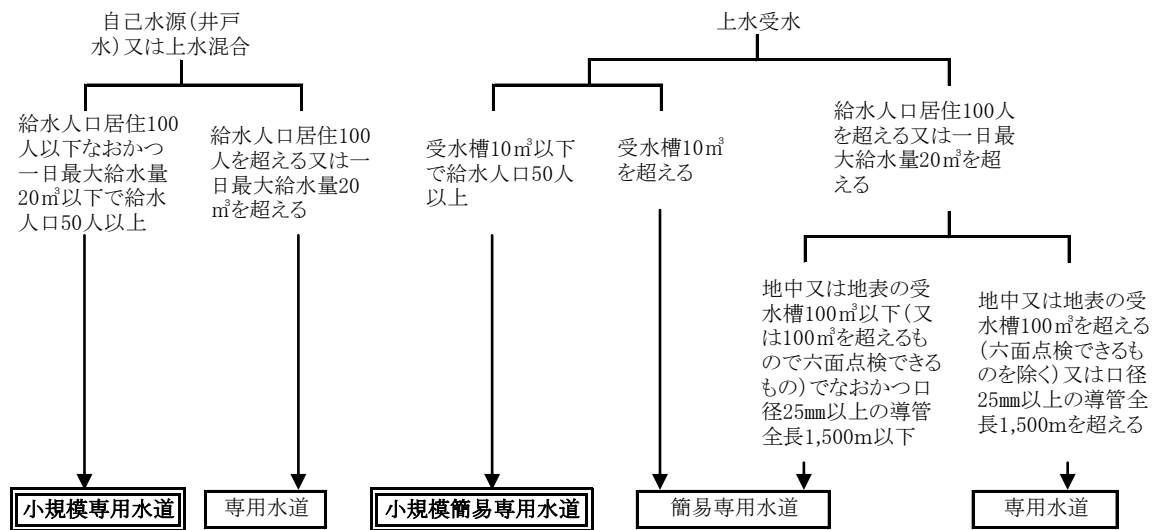 自己水源(井戸
水)又は上水混合
上水受水
給水人口居住100
人以下なおかつ
一日最大給水量
20㎥以下で給水
人口50人以上
給水人口居住100
人を超える又は一
日最大給水量20
㎥を超える
受水槽10㎥以下
で給水人口50人
以上
受水槽10㎥
を超える
給水人口居住100人
を超える又は一日最
大給水量20㎥を超
える
地中又は地表の受
水槽100㎥以下(又
は100㎥を超えるも
ので六面点検できる
もの)でなおかつ口
径25㎜以上の導管
全長1,500m以下
地中又は地表の受
水槽100㎥を超える
(六面点検できるも
のを除く)又は口径
25㎜以上の導管全
長1,500mを超える
小規模専用水道
専用水道
小規模簡易専用水道
簡易専用水道
専用水道